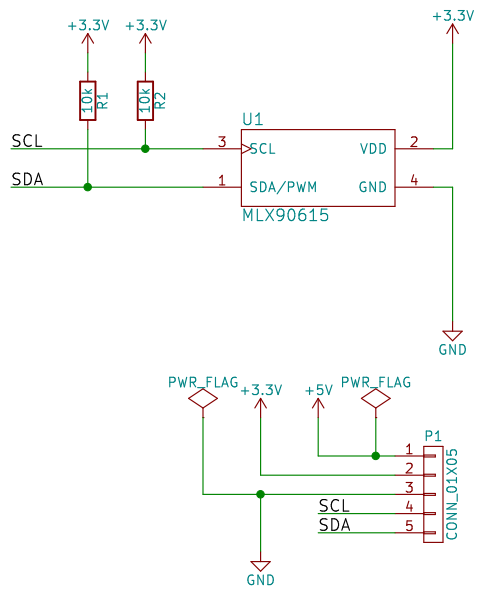 +3.3V
+3.3V +3.3V
10k R1 10k R2
U1
SCL 3 SCL VDD 2
SDA 1 SDA/PWM GND 4
MLX90615
GND
PWR_FLAG +3.3V +5V PWR_FLAG
P1
1
2
3
SCL 4
SDA 5
CONN_01X05
GND